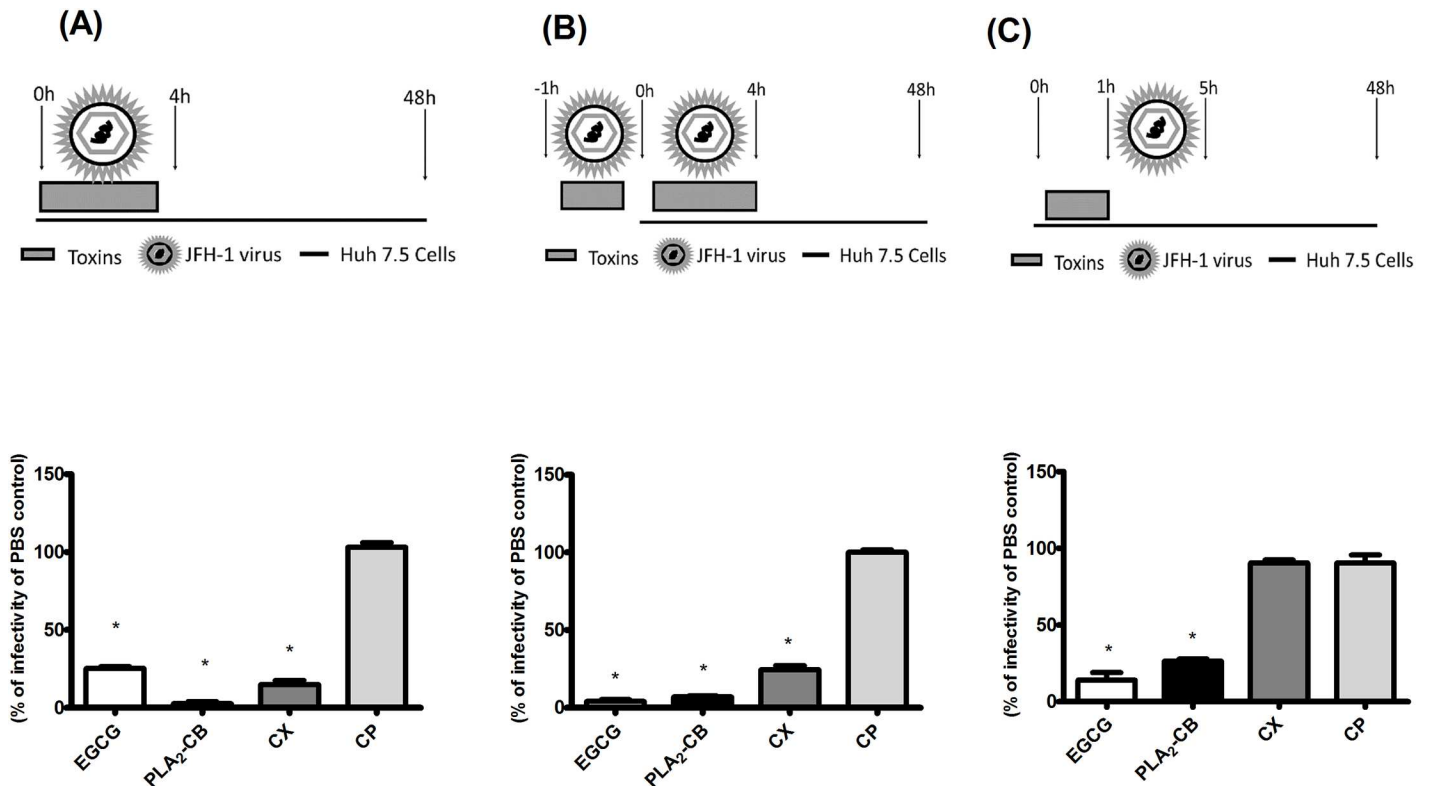 (A)
0h
4h
48h
Toxins
JFH-1 virus
Huh 7.5 Cells
(B)
-1h
0h
4h
48h
Toxins
JFH-1 virus
Huh 7.5 Cells
(C)
0h
1h
5h
48h
Toxins
JFH-1 virus
Huh 7.5 Cells
(% of infectivity of PBS control)
150
100
50
0
*
*
*
EGCG
PLA₂-CB
CX
CP
(% of infectivity of PBS control)
150
100
50
0
*
*
*
EGCG
PLA₂-CB
CX
CP
(% of infectivity of PBS control)
150
100
50
0
*
*
EGCG
PLA₂-CB
CX
CP